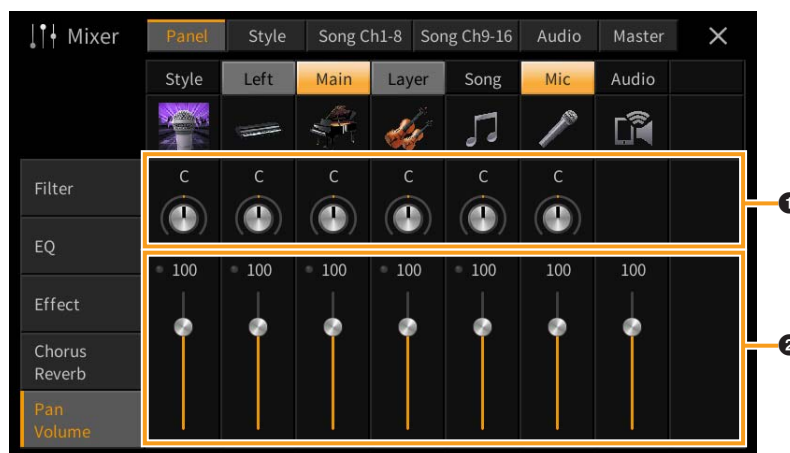 Mixer Panel Style Song Ch1-8 Song Ch9-16 Audio Master
Style Left Main Layer Song Mic Audio
Filter
C C C C C C
1
EQ
100 100 100 100 100 100 100
Effect
Chorus
Reverb
2
Pan
Volume